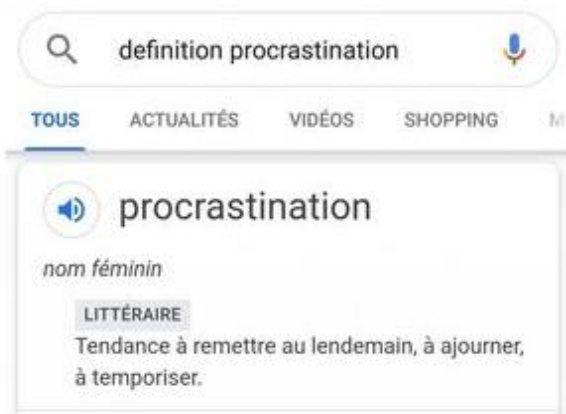 definition procrastination
TOUS ACTUALITÉS VIDÉOS SHOPPING M
procrastination
nom féminin
LITTÉRAIRE
Tendance à remettre au lendemain, à ajourner,
à temporiser.